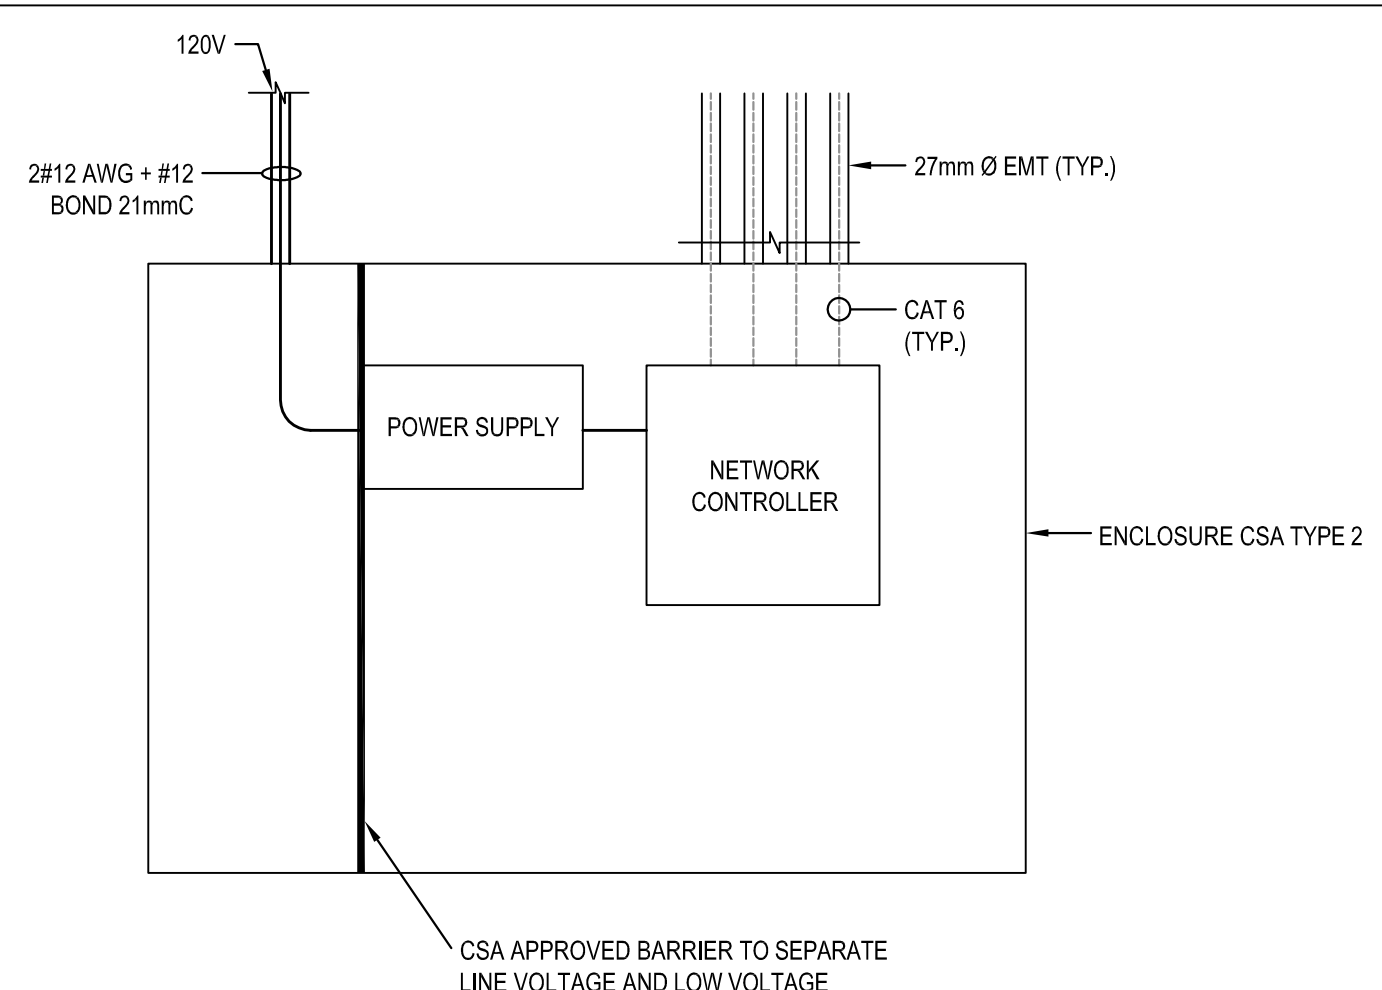 120V
2#12 AWG + #12
BOND 21mmC
27mm Ø EMT (TYP.)
CAT 6
(TYP.)
POWER SUPPLY
NETWORK
CONTROLLER
ENCLOSURE CSA TYPE 2
CSA APPROVED BARRIER TO SEPARATE
LINE VOLTAGE AND LOW VOLTAGE